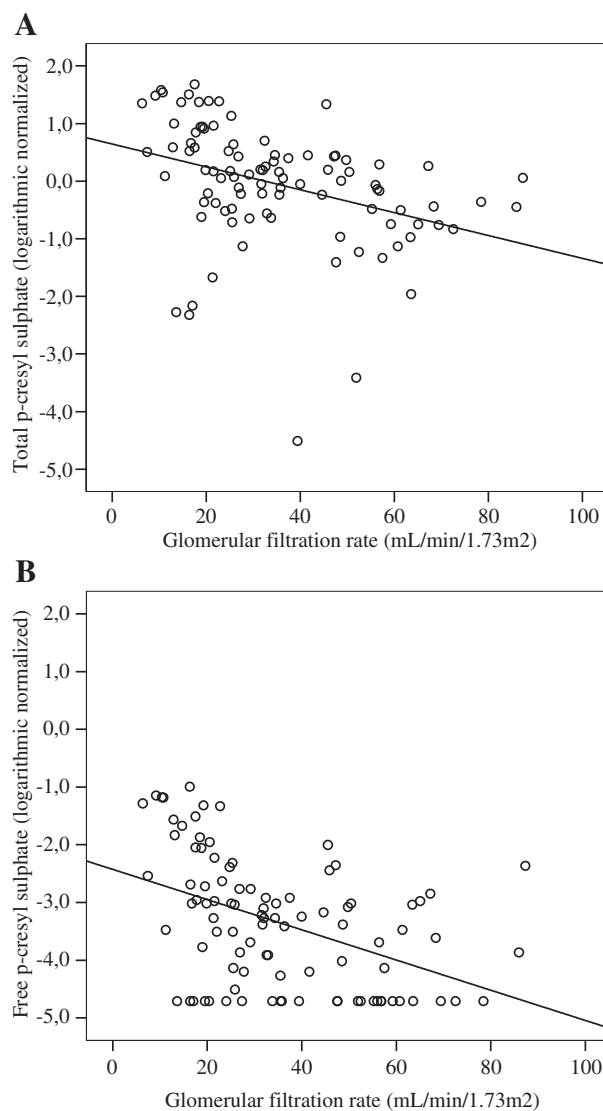 A
2,0
1,0
0,0
-1,0
-2,0
-3,0
-4,0
-5,0
Total p-cresyl sulphate (logarithmic normalized)
0 20 40 60 80 100
Glomerular filtration rate (mL/min/1.73m2)
B
2,0
1,0
0,0
-1,0
-2,0
-3,0
-4,0
-5,0
Free p-cresyl sulphate (logarithmic normalized)
0 20 40 60 80 100
Glomerular filtration rate (mL/min/1.73m2)